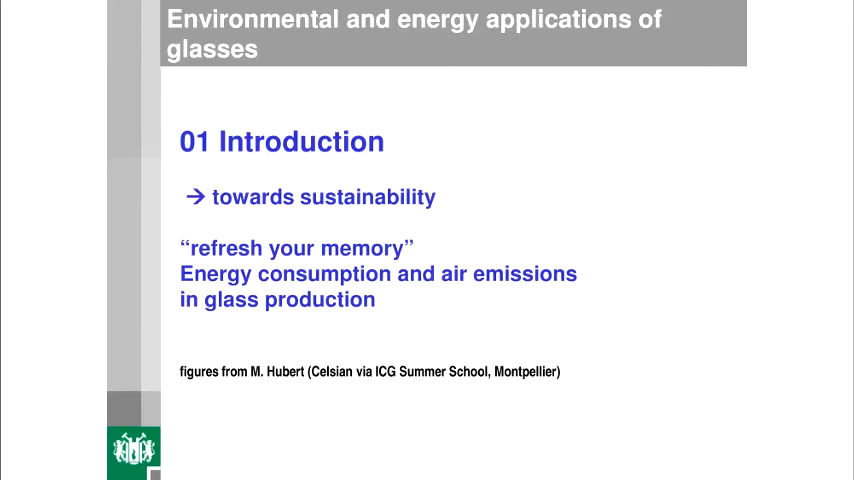 Environmental and energy applications of
glasses
01 Introduction
→ towards sustainability
“refresh your memory”
Energy consumption and air emissions
in glass production
figures from M. Hubert (Celsian via ICG Summer School, Montpellier)